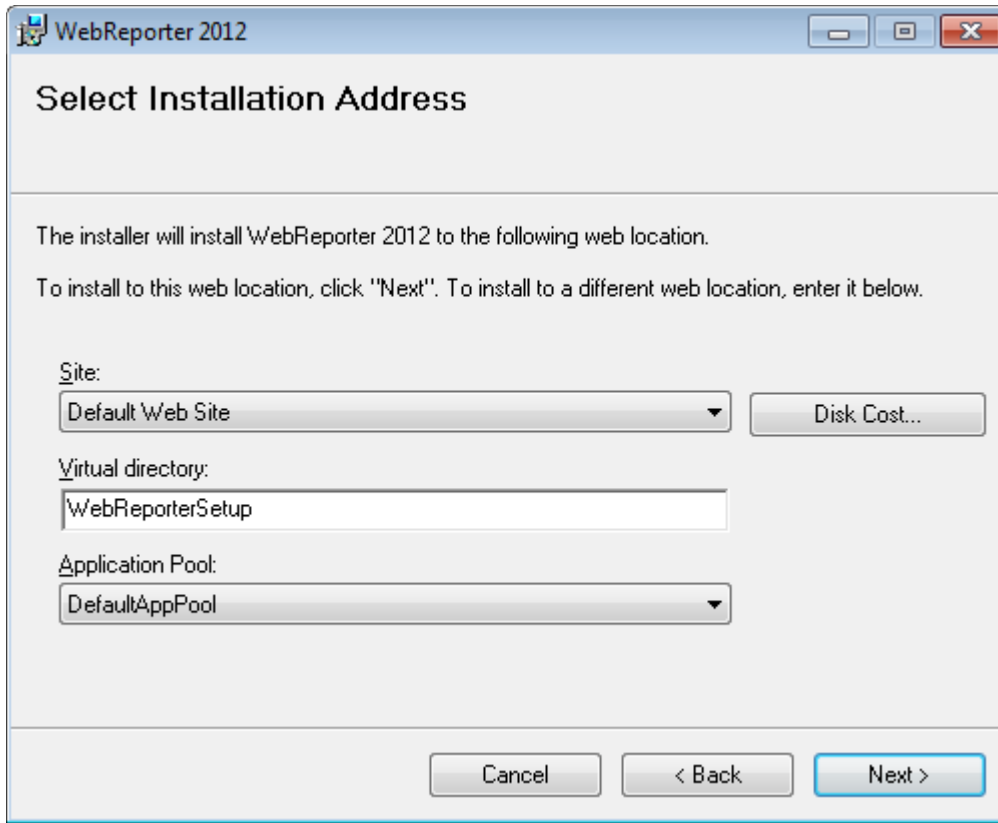 WebReporter 2012
Select Installation Address
The installer will install WebReporter 2012 to the following web location.
To install to this web location, click "Next". To install to a different web location, enter it below.
Site:
Default Web Site
Disk Cost...
Virtual directory:
WebReporterSetup
Application Pool:
DefaultAppPool
Cancel
< Back
Next >